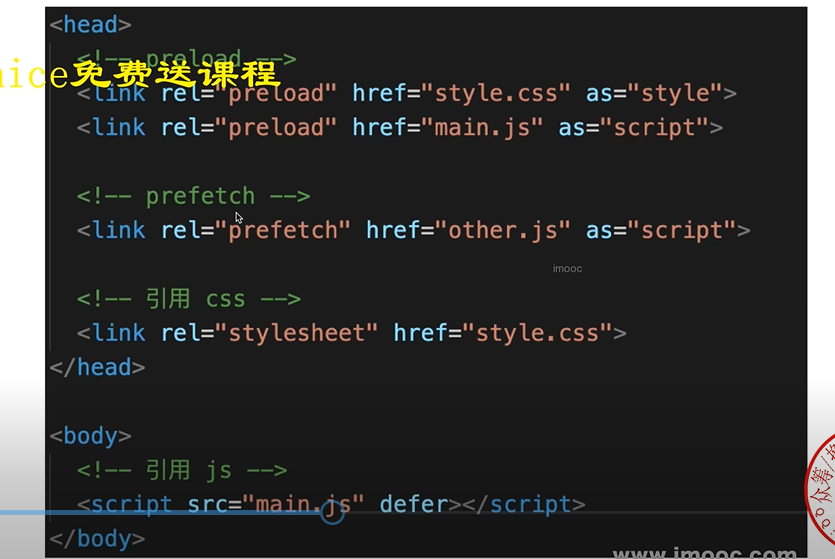 <head>
<!-- preload -->
nice免费送课程
<link rel="preload" href="style.css" as="style">
<link rel="preload" href="main.js" as="script">
<!-- prefetch -->
<link rel="prefetch" href="other.js" as="script">
imooc
<!-- 引用 css -->
<link rel="stylesheet" href="style.css">
</head>
<body>
<!-- 引用 js -->
<script src="main.js" defer></script>
</body>
www.imooc.com